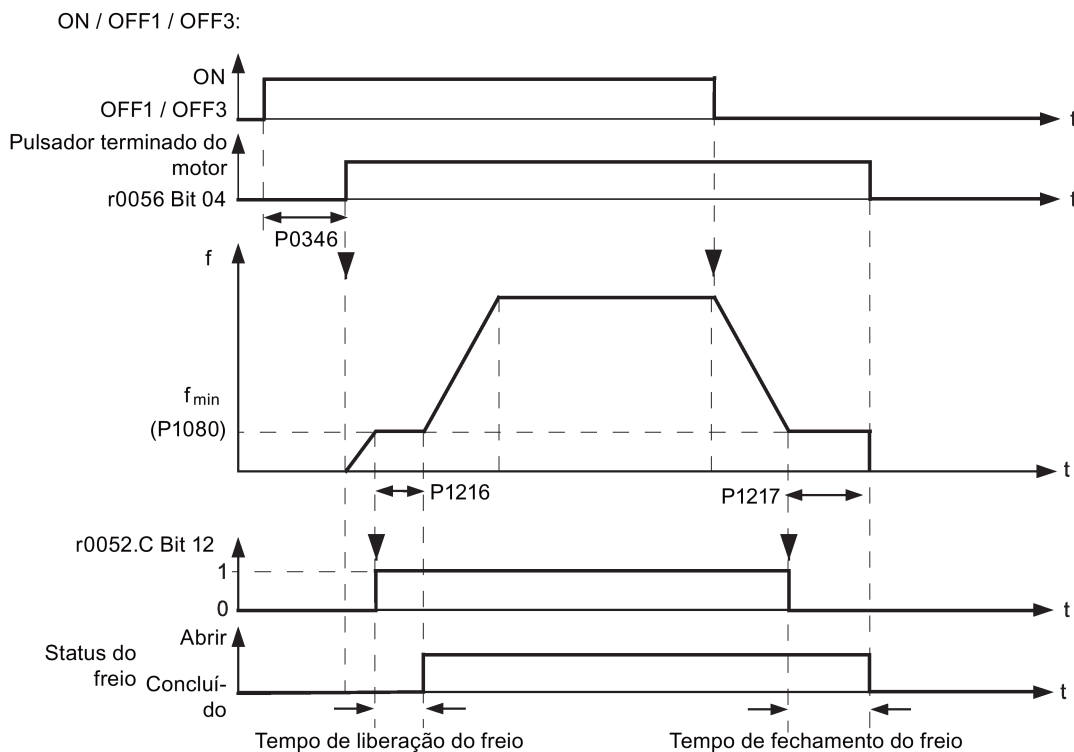 ON / OFF1 / OFF3:
ON
OFF1 / OFF3
t
Pulsador terminado do
motor
r0056 Bit 04
t
P0346
f
fmin
(P1080)
t
P1216
P1217
r0052.C Bit 12
1
0
t
Abrir
Status do
freio
Concluí-
do
t
Tempo de liberação do freio
Tempo de fechamento do freio